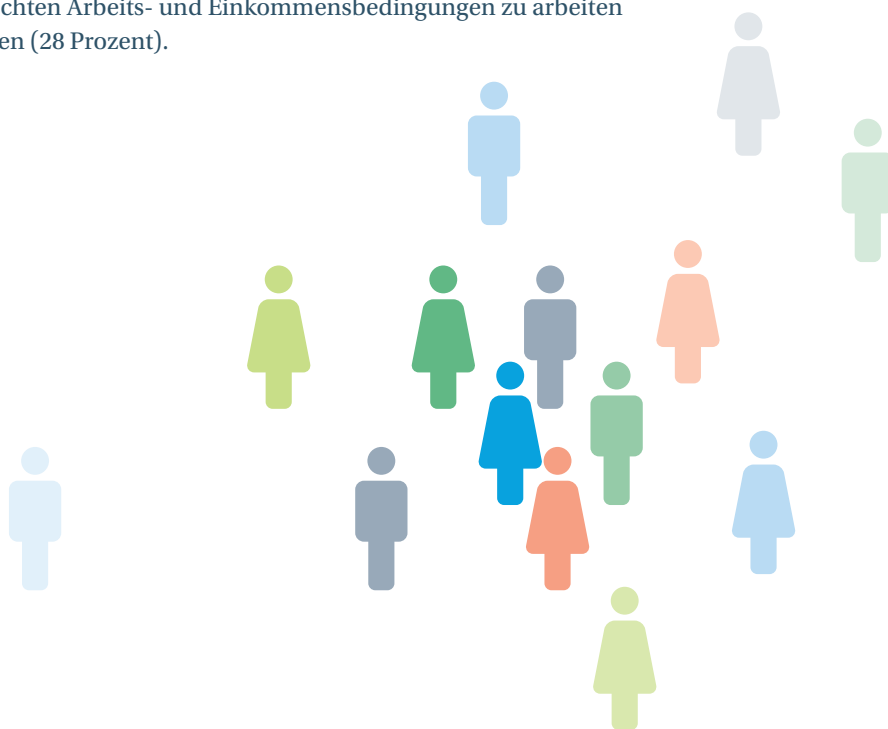 chten Arbeits- und Einkommensbedingungen zu arbeiten
en (28 Prozent).